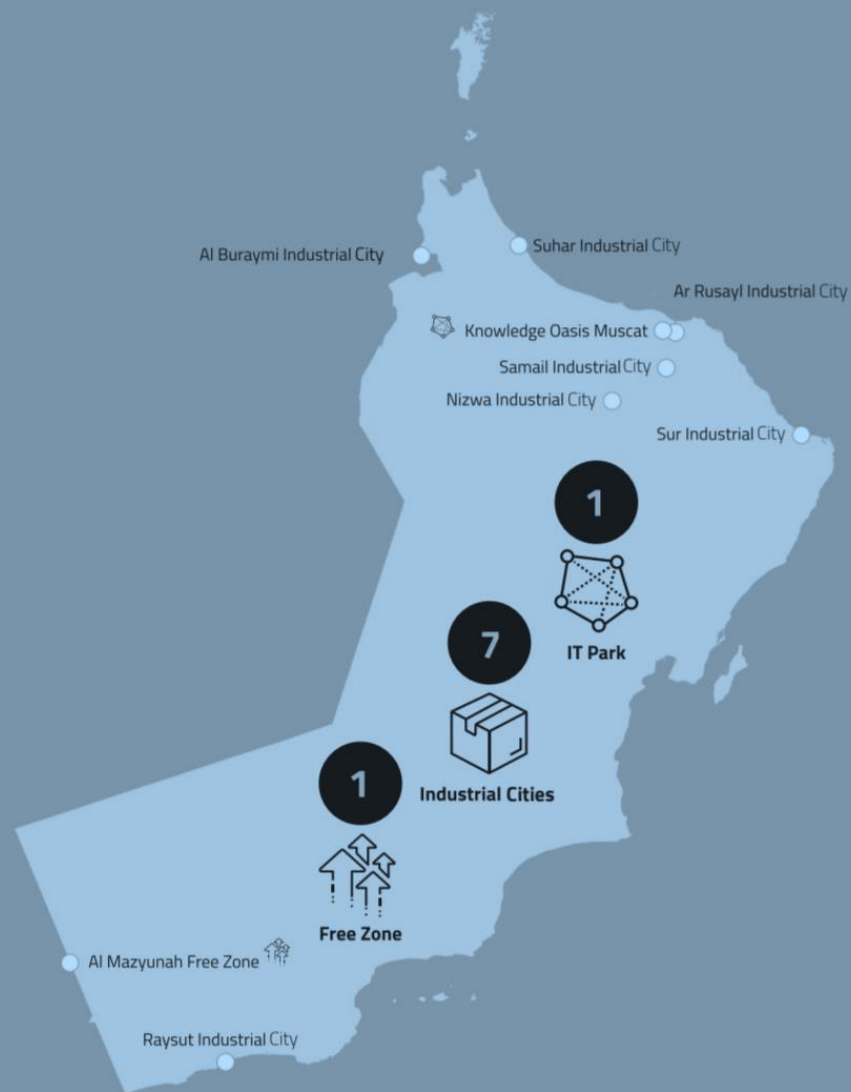 Suhar Industrial City
Al Buraymi Industrial City
Ar Rusayl Industrial City
Knowledge Oasis Muscat
Samail Industrial City
Nizwa Industrial City
Sur Industrial City
1
IT Park
7
Industrial Cities
1
Free Zone
Al Mazyunah Free Zone
Raysut Industrial City